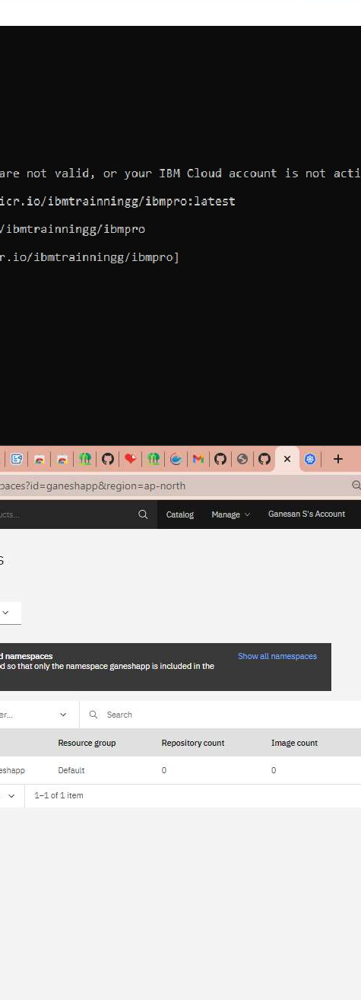 are not valid, or your IBM Cloud account is not acti
icr.io/ibmtrainningg/ibmpro:latest
/ibmtrainningg/ibmpro
r.io/ibmtrainningg/ibmpro]
paces?id=ganeshapp&region=ap-north
ucts... Catalog Manage Ganesan S's Account
s
d namespaces Show all namespaces
d so that only the namespace ganeshapp is included in the
er... Search
Resource group Repository count Image count
eshapp Default 0 0
1–1 of 1 item